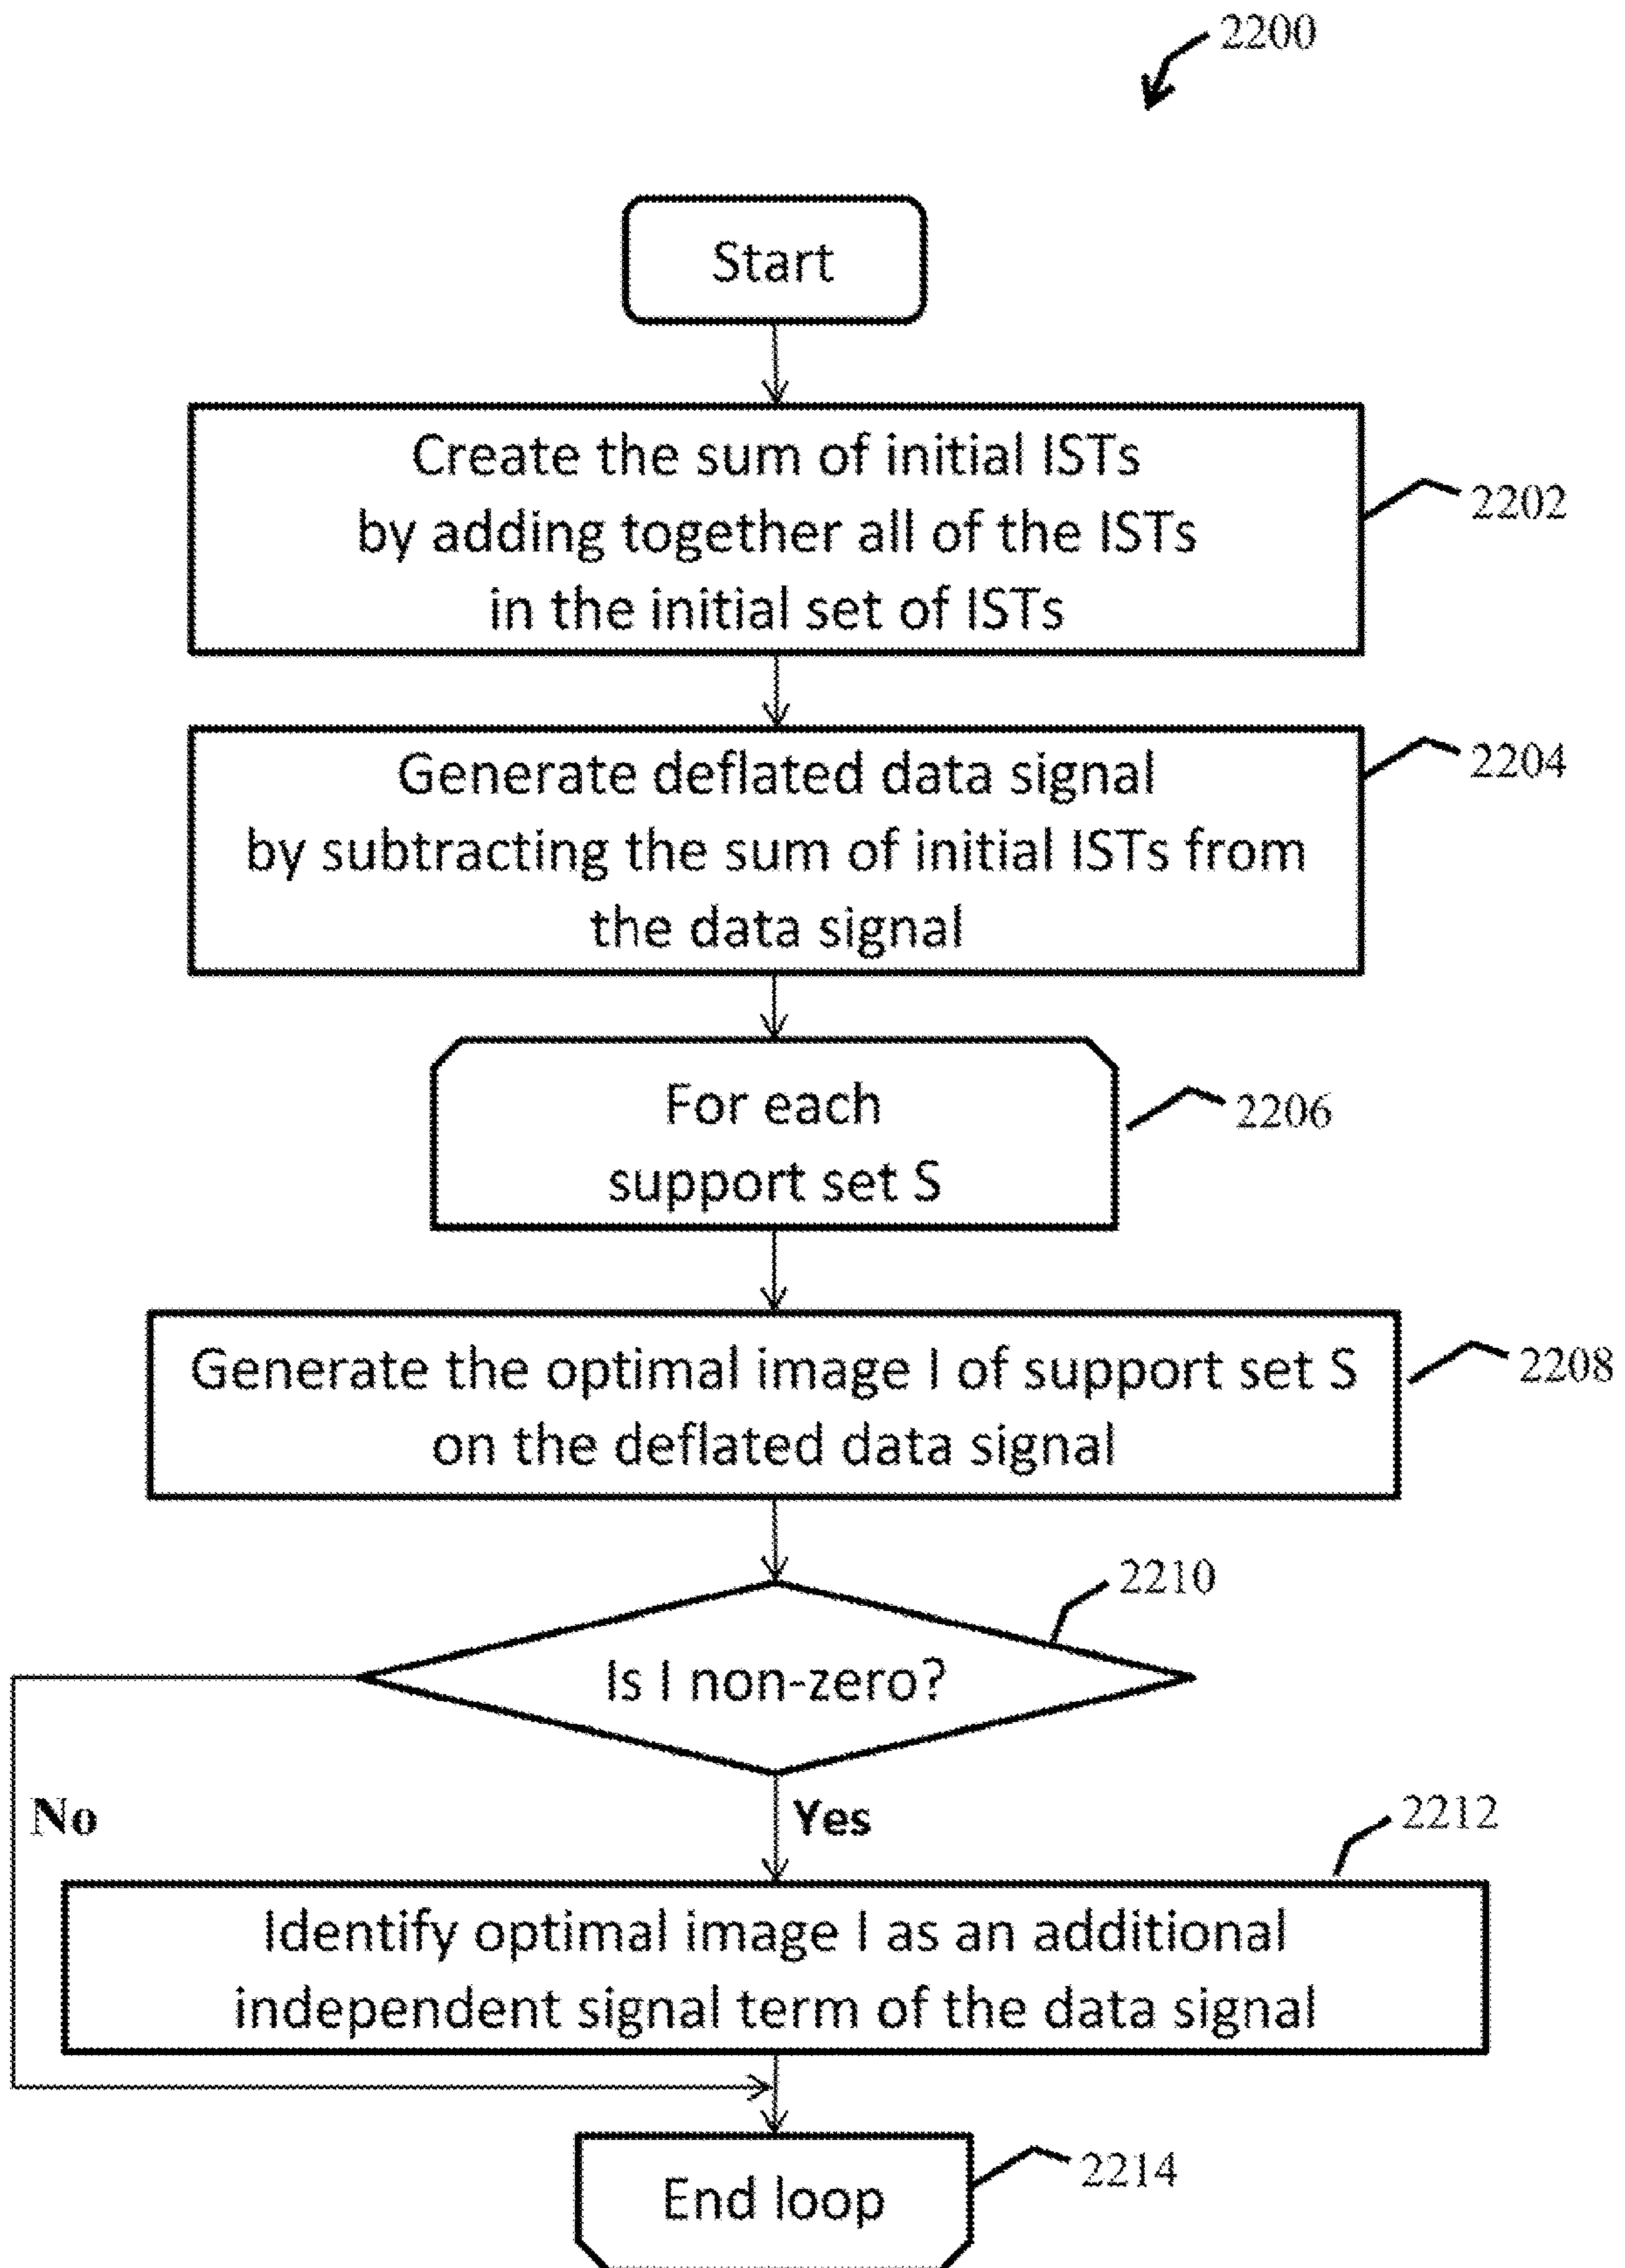 2200
Start
Create the sum of initial ISTs
by adding together all of the ISTs
in the initial set of ISTs
2202
Generate deflated data signal
by subtracting the sum of initial ISTs from
the data signal
2204
For each
support set S
2206
Generate the optimal image I of support set S
on the deflated data signal
2208
2210
Is I non-zero?
No
Yes
2212
Identify optimal image I as an additional
independent signal term of the data signal
End loop
2214